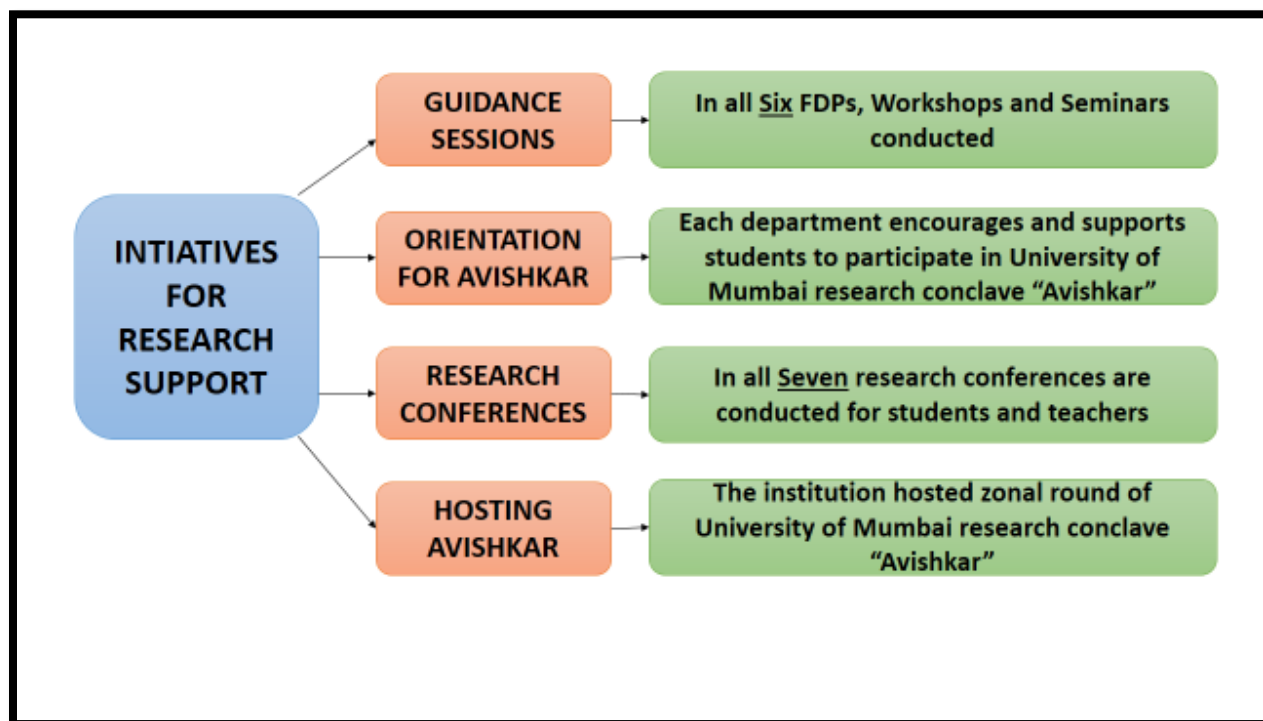 INTIATIVES
FOR
RESEARCH
SUPPORT
GUIDANCE
SESSIONS
In all Six FDPs, Workshops and Seminars
conducted
ORIENTATION
FOR AVISHKAR
Each department encourages and supports
students to participate in University of
Mumbai research conclave “Avishkar”
RESEARCH
CONFERENCES
In all Seven research conferences are
conducted for students and teachers
HOSTING
AVISHKAR
The institution hosted zonal round of
University of Mumbai research conclave
“Avishkar”